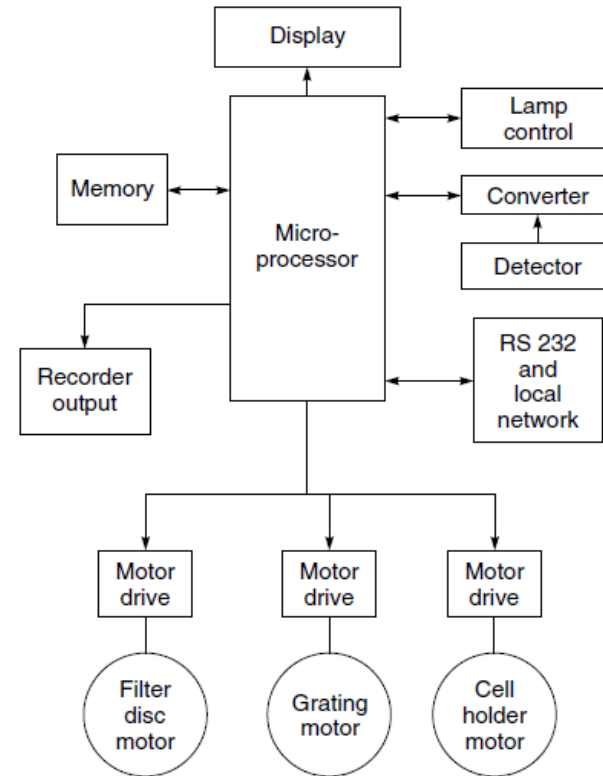 Display
Lamp
control
Memory
Converter
Micro-
processor
Detector
RS 232
and
local
network
Recorder
output
Motor
drive
Motor
drive
Motor
drive
Filter
disc
motor
Grating
motor
Cell
holder
motor